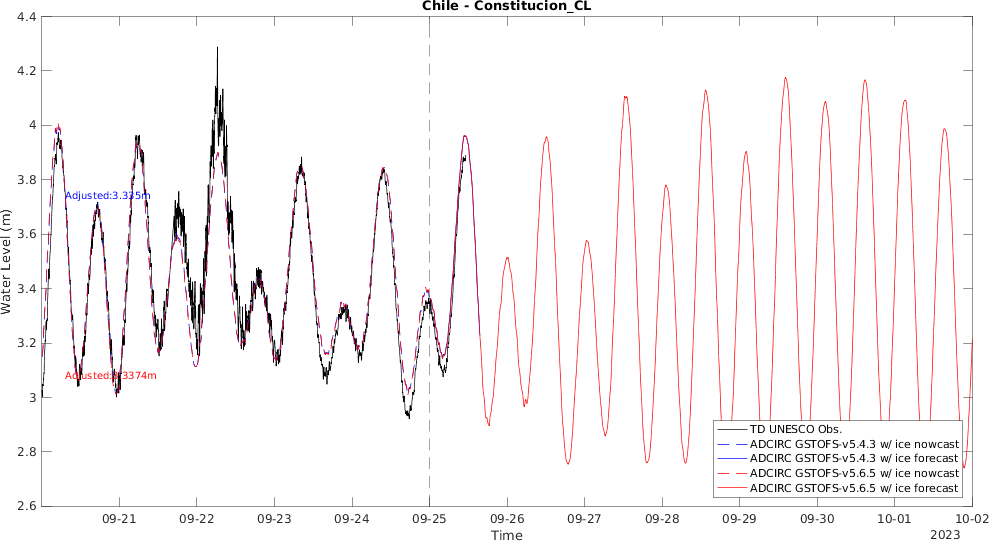 Chile - Constitucion_CL
4.4
4.2
4
3.8
3.6
3.4
3.2
3
2.8
2.6
Water Level (m)
Adjusted:3.335m
Adjusted:3.3374m
TD UNESCO Obs.
ADCIRC GSTOFS-v5.4.3 w/ ice nowcast
ADCIRC GSTOFS-v5.4.3 w/ ice forecast
ADCIRC GSTOFS-v5.6.5 w/ ice nowcast
ADCIRC GSTOFS-v5.6.5 w/ ice forecast
09-21 09-22 09-23 09-24 09-25 09-26 09-27 09-28 09-29 09-30 10-01 10-02
Time
2023